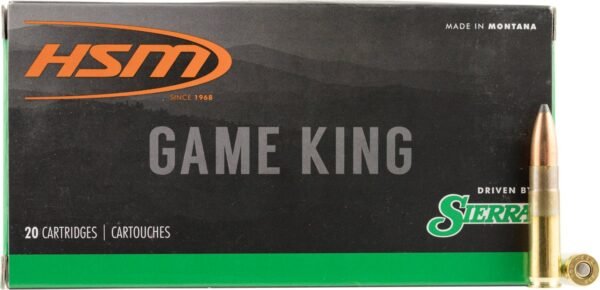 MADE IN MONTANA
HSM
SINCE 1968
GAME KING
DRIVEN BY
SIERRA
20 CARTRIDGES | CARTOUCHES